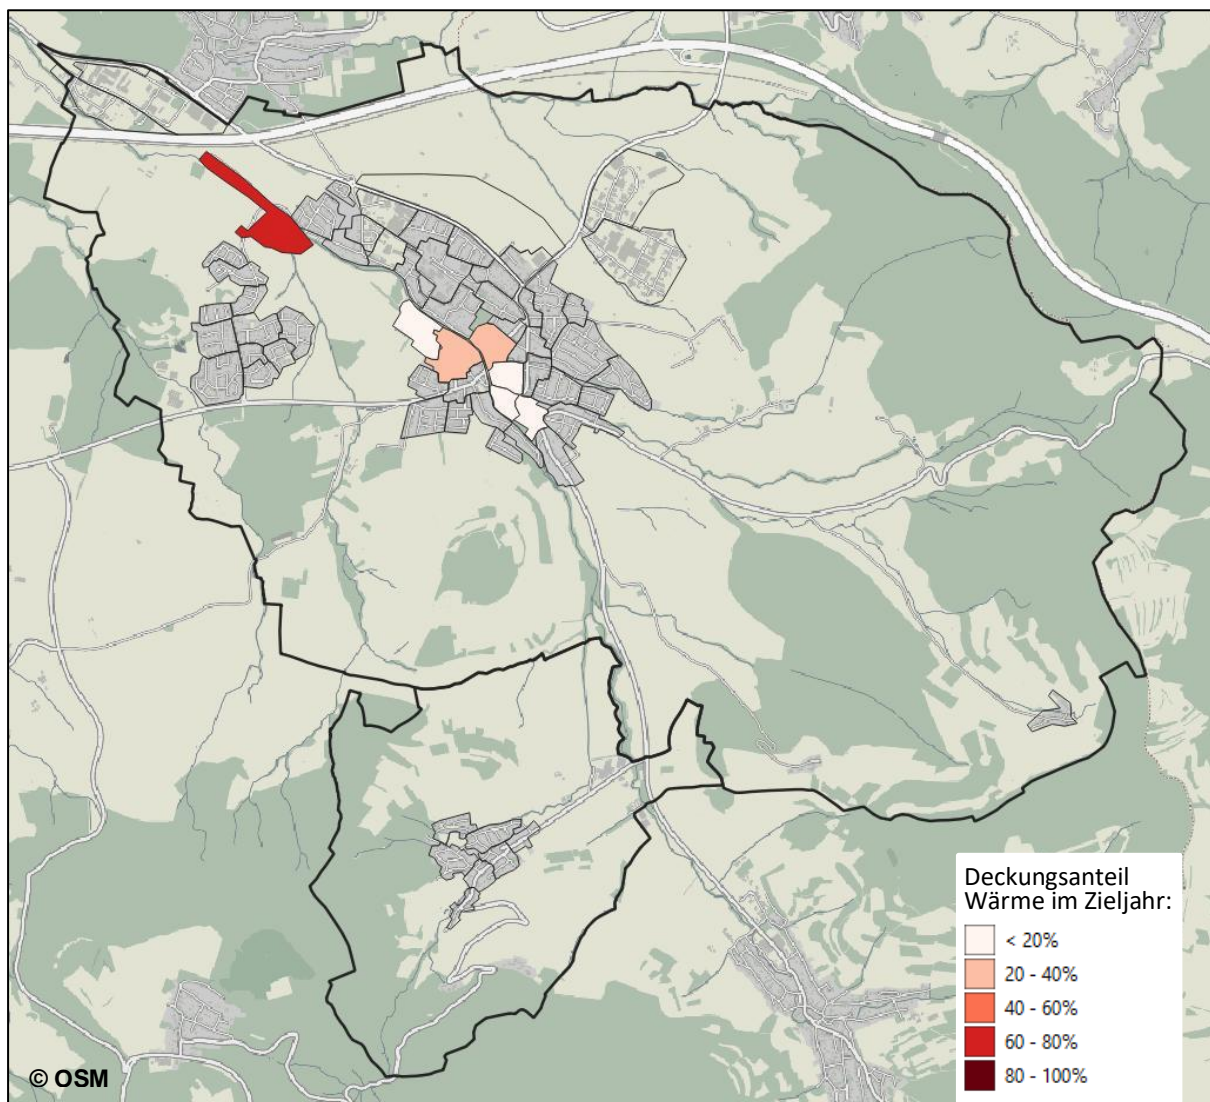 Deckungsanteil
Wärme im Zieljahr:
< 20%
20 - 40%
40 - 60%
60 - 80%
80 - 100%
© OSM